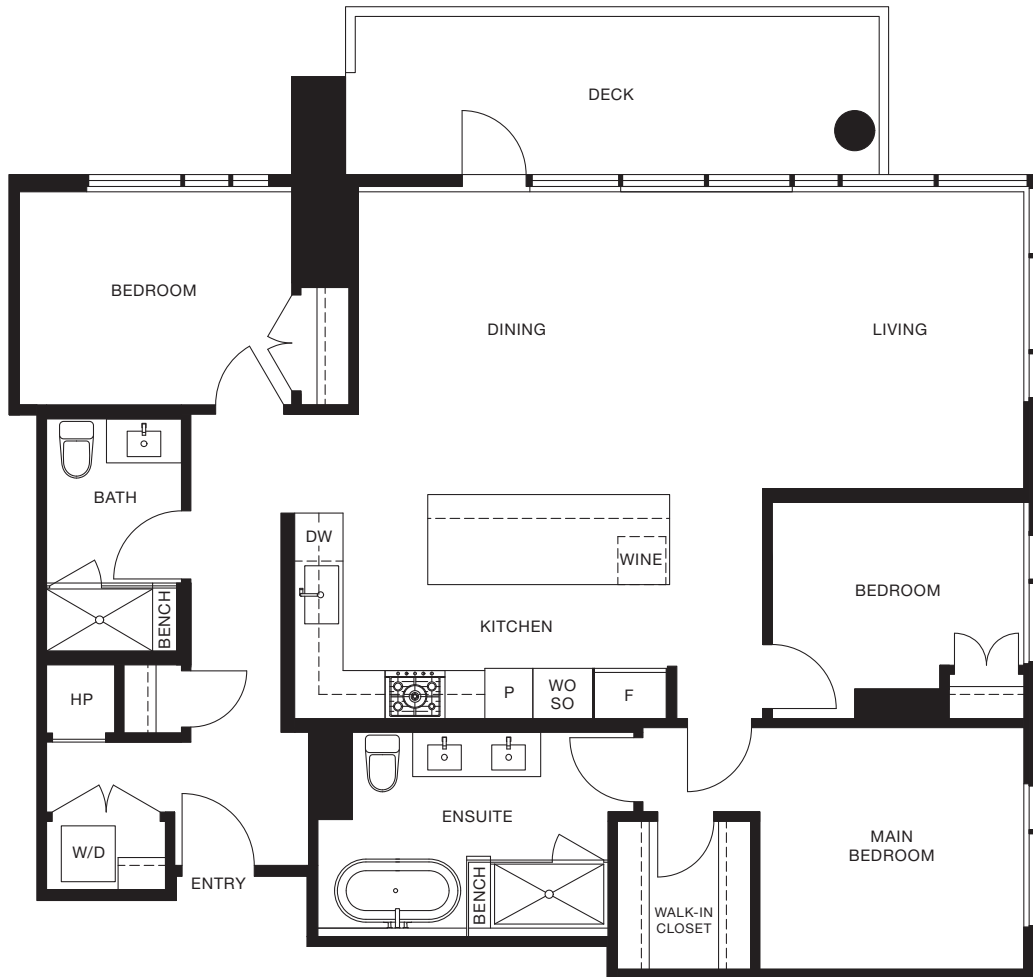 DECK
BEDROOM
DINING
LIVING
BATH
DW
WINE
BENCH
BEDROOM
KITCHEN
HP
P
WO
SO
F
ENSUITE
W/D
ENTRY
BENCH
MAIN
BEDROOM
WALK-IN
CLOSET